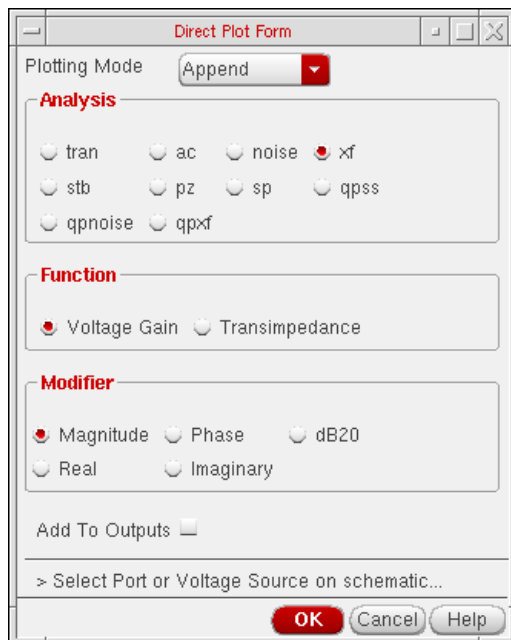 Direct Plot Form
Plotting Mode Append
Analysis
tran ac noise xf
stb pz sp qpss
qpnoise qpxf
Function
Voltage Gain Transimpedance
Modifier
Magnitude Phase dB20
Real Imaginary
Add To Outputs
> Select Port or Voltage Source on schematic...
OK Cancel Help